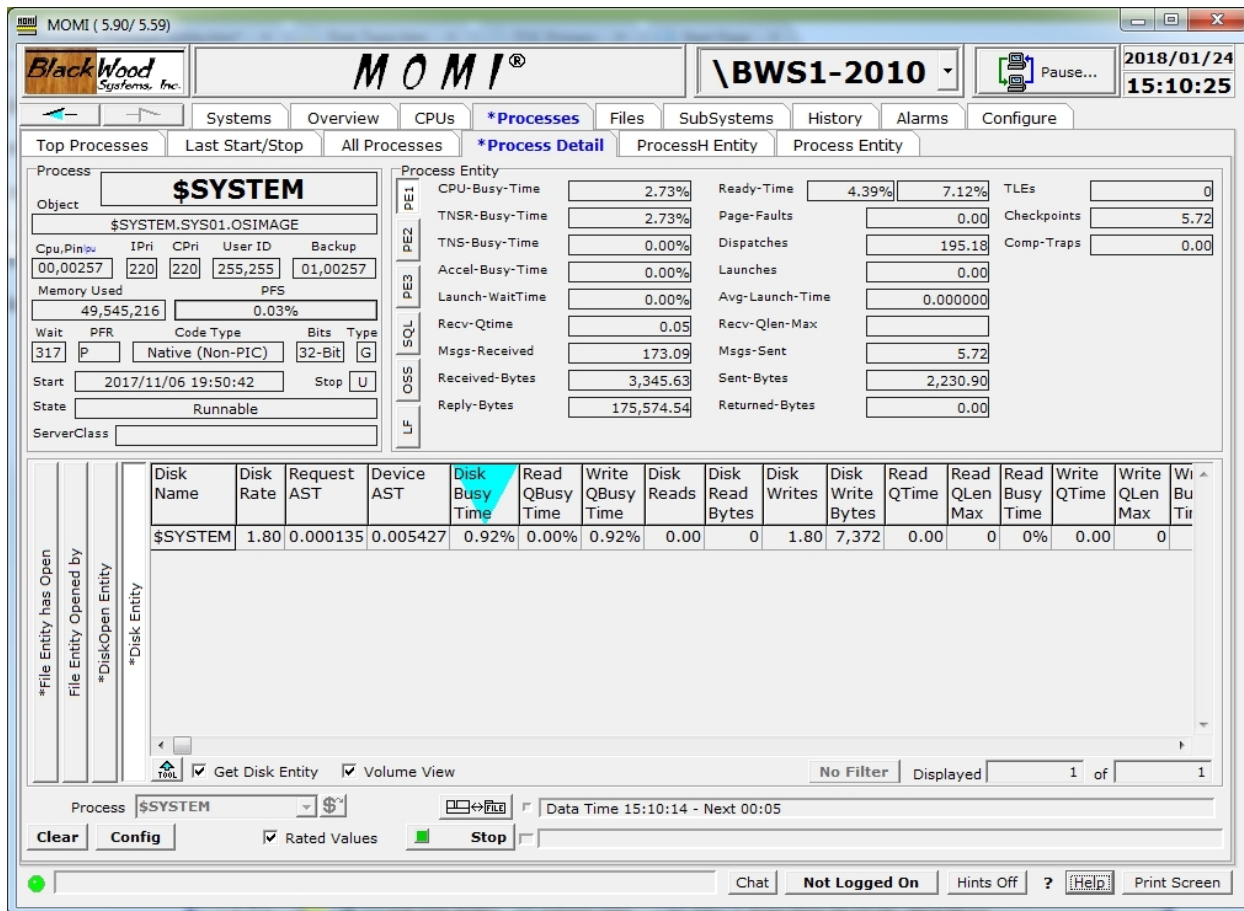 MOMI ( 5.90/ 5.59)
BlackWood
Systems, Inc.
MOMI®
\BWS1-2010
Pause...
2018/01/24
15:10:25
Systems Overview CPUs *Processes Files SubSystems History Alarms Configure
Top Processes Last Start/Stop All Processes *Process Detail ProcessH Entity Process Entity
Process
$SYSTEM
Object
$SYSTEM.SYS01.OSIMAGE
Cpu,Pin IPri CPri User ID Backup
00,00257 220 220 255,255 01,00257
Memory Used PFS
49,545,216 0.03%
Wait PFR Code Type Bits Type
317 P Native (Non-PIC) 32-Bit G
Start 2017/11/06 19:50:42 Stop U
State Runnable
ServerClass
Process Entity
PE1
PE2
PE3
SQL
OSS
LF
CPU-Busy-Time 2.73% Ready-Time 4.39% 7.12% TLEs 0
TNSR-Busy-Time 2.73% Page-Faults 0.00 Checkpoints 5.72
TNS-Busy-Time 0.00% Dispatches 195.18 Comp-Traps 0.00
Accel-Busy-Time 0.00% Launches 0.00
Launch-WaitTime 0.00% Avg-Launch-Time 0.000000
Recv-Qtime 0.05 Recv-Qlen-Max
Msgs-Received 173.09 Msgs-Sent 5.72
Received-Bytes 3,345.63 Sent-Bytes 2,230.90
Reply-Bytes 175,574.54 Returned-Bytes 0.00
*File Entity has Open
File Entity Opened by
*DiskOpen Entity
*Disk Entity
Disk Disk Request Device Disk Read Write Disk Disk Disk Disk Read Read Read Write Write
Name Rate AST AST Busy QBusy QBusy Reads Read Writes Write QTime QLen Busy QTime QLen Bu
Time Time Time Bytes Bytes Max Time Max
$SYSTEM 1.80 0.000135 0.005427 0.92% 0.00% 0.92% 0.00 0 1.80 7,372 0.00 0 0% 0.00 0
TOOL Get Disk Entity Volume View No Filter Displayed 1 of 1
Process $SYSTEM $ FILE Data Time 15:10:14 - Next 00:05
Clear Config Rated Values Stop
Chat Not Logged On Hints Off ? Help Print Screen